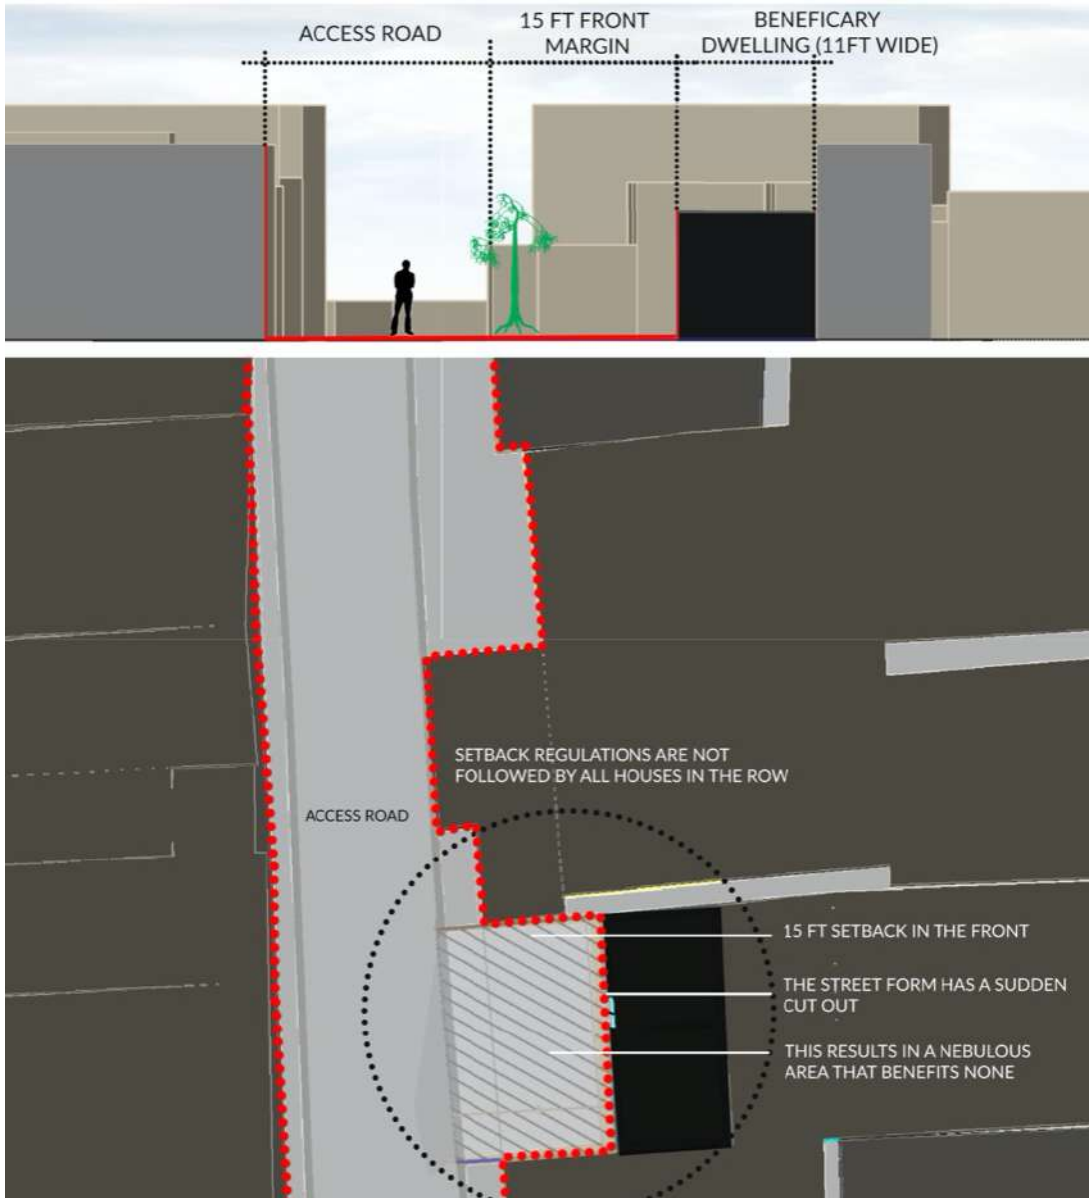 ACCESS ROAD
15 FT FRONT
MARGIN
BENEFICARY
DWELLING (11FT WIDE)
SETBACK REGULATIONS ARE NOT
FOLLOWED BY ALL HOUSES IN THE ROW
ACCESS ROAD
15 FT SETBACK IN THE FRONT
THE STREET FORM HAS A SUDDEN
CUT OUT
THIS RESULTS IN A NEBULOUS
AREA THAT BENEFITS NONE